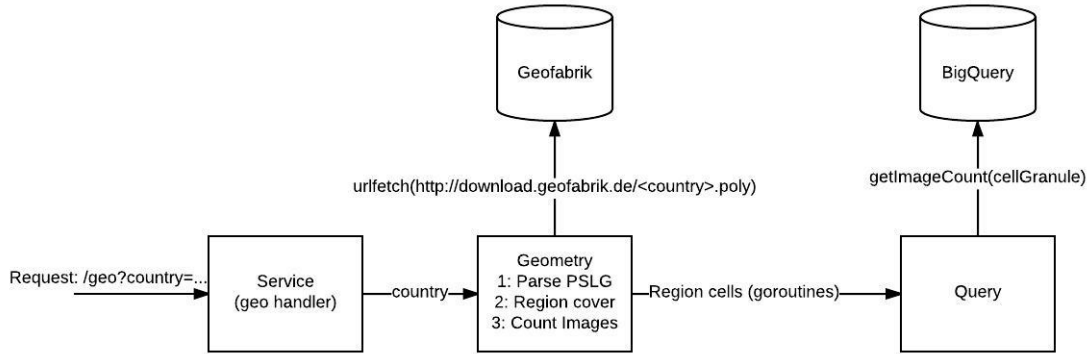 Geofabrik
BigQuery
urlfetch(http://download.geofabrik.de/<country>.poly)
getImageCount(cellGranule)
Request: /geo?country=...
Service
(geo handler)
country
Geometry
1: Parse PSLG
2: Region cover
3: Count Images
Region cells (goroutines)
Query